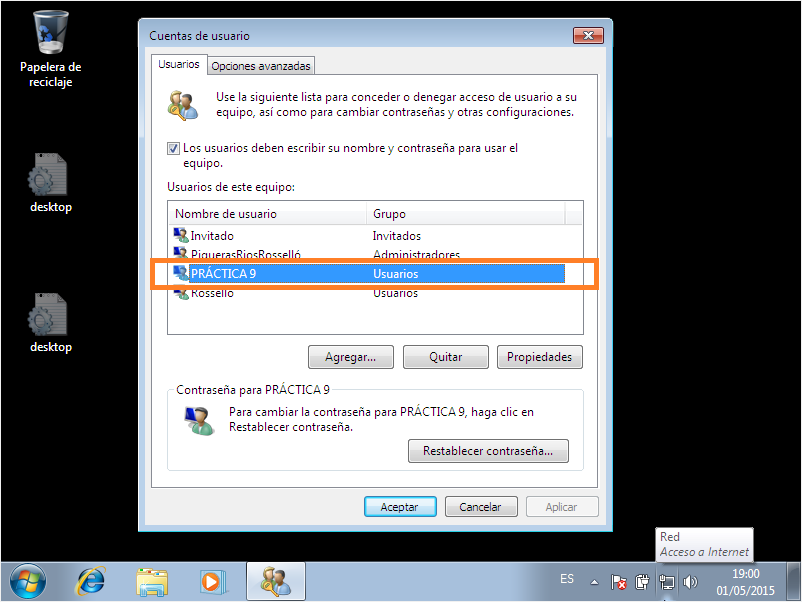 Papelera de
reciclaje
desktop
desktop
Cuentas de usuario
Usuarios
Opciones avanzadas
Use la siguiente lista para conceder o denegar acceso de usuario a su
equipo, así como para cambiar contraseñas y otras configuraciones.
Los usuarios deben escribir su nombre y contraseña para usar el
equipo.
Usuarios de este equipo:
Nombre de usuario Grupo
Invitado Invitados
PiquerasRiosRosselló Administradores
PRÁCTICA 9 Usuarios
Rosselló Usuarios
Agregar... Quitar Propiedades
Contraseña para PRÁCTICA 9
Para cambiar la contraseña para PRÁCTICA 9, haga clic en
Restablecer contraseña.
Restablecer contraseña...
Aceptar Cancelar Aplicar
Red
Acceso a Internet
ES
19:00
01/05/2015